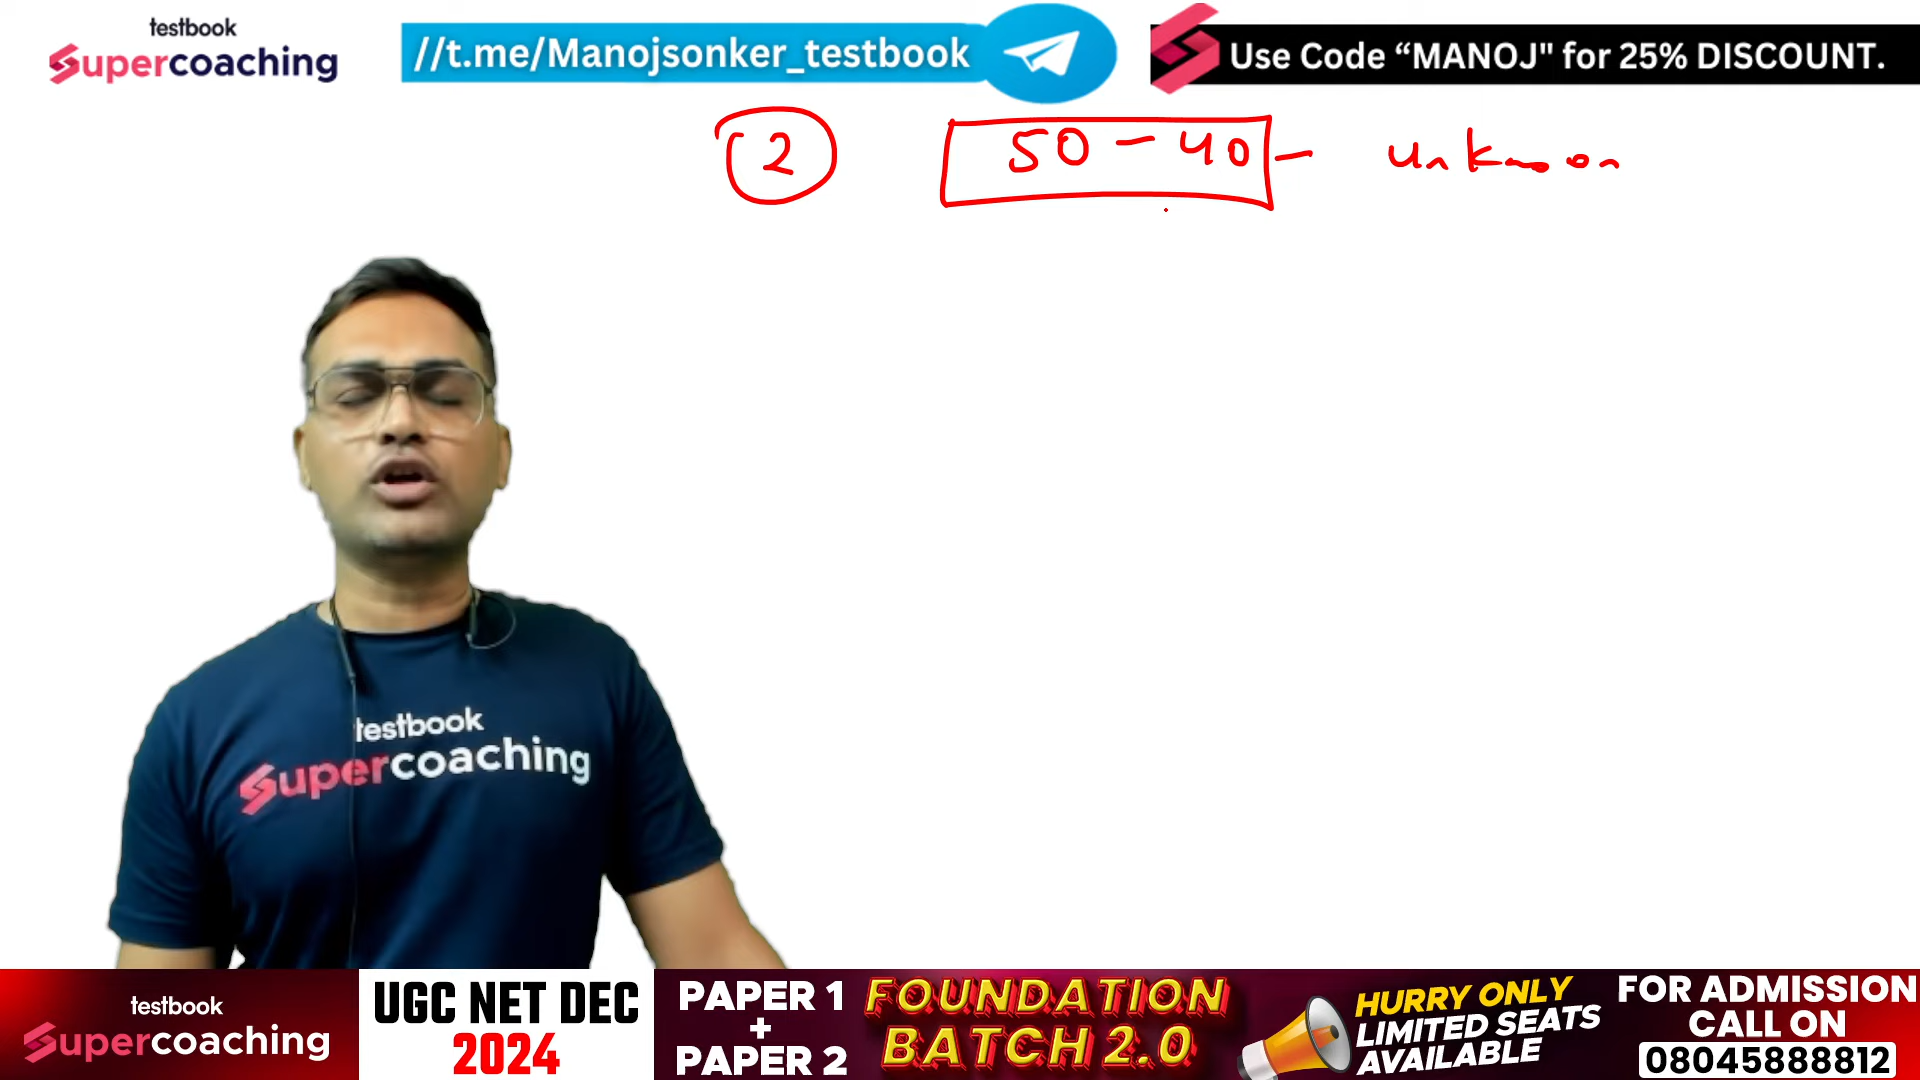 testbook
Supercoaching
//t.me/Manojsonker_testbook
Use Code “MANOJ" for 25% DISCOUNT.
2
50 - 40 -
testbook
Supercoaching
testbook
Supercoaching
UGC NET DEC
2024
PAPER 1
+
PAPER 2
FOUNDATION
BATCH 2.0
HURRY ONLY
LIMITED SEATS
AVAILABLE
FOR ADMISSION
CALL ON
08045888812